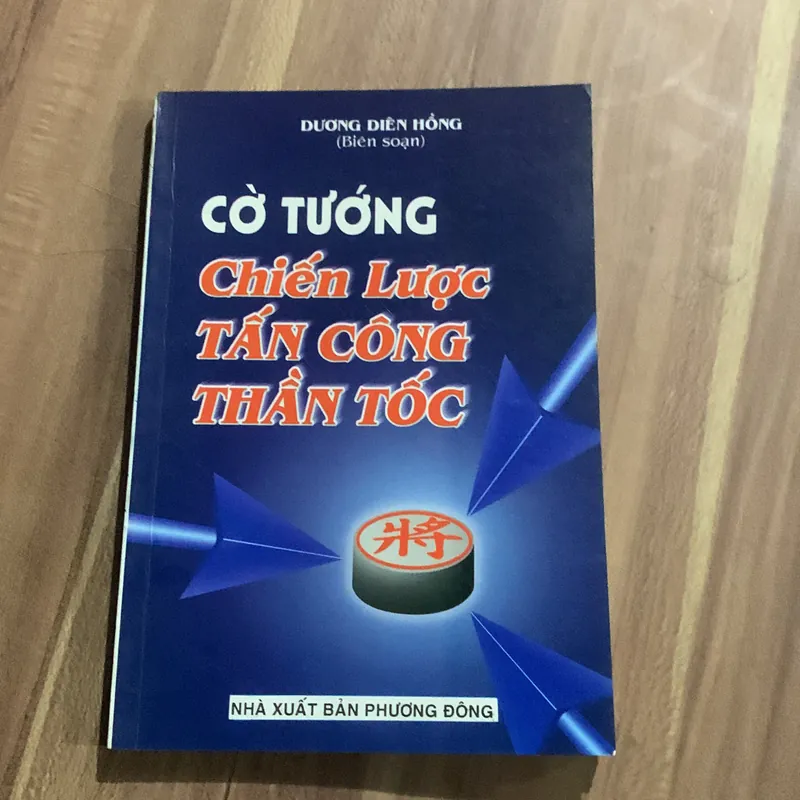 DƯƠNG DIÊN HỒNG
(Biên soạn)
CỜ TƯỚNG
Chiến Lược
TẤN CÔNG
THẦN TỐC
將
NHÀ XUẤT BẢN PHƯƠNG ĐÔNG